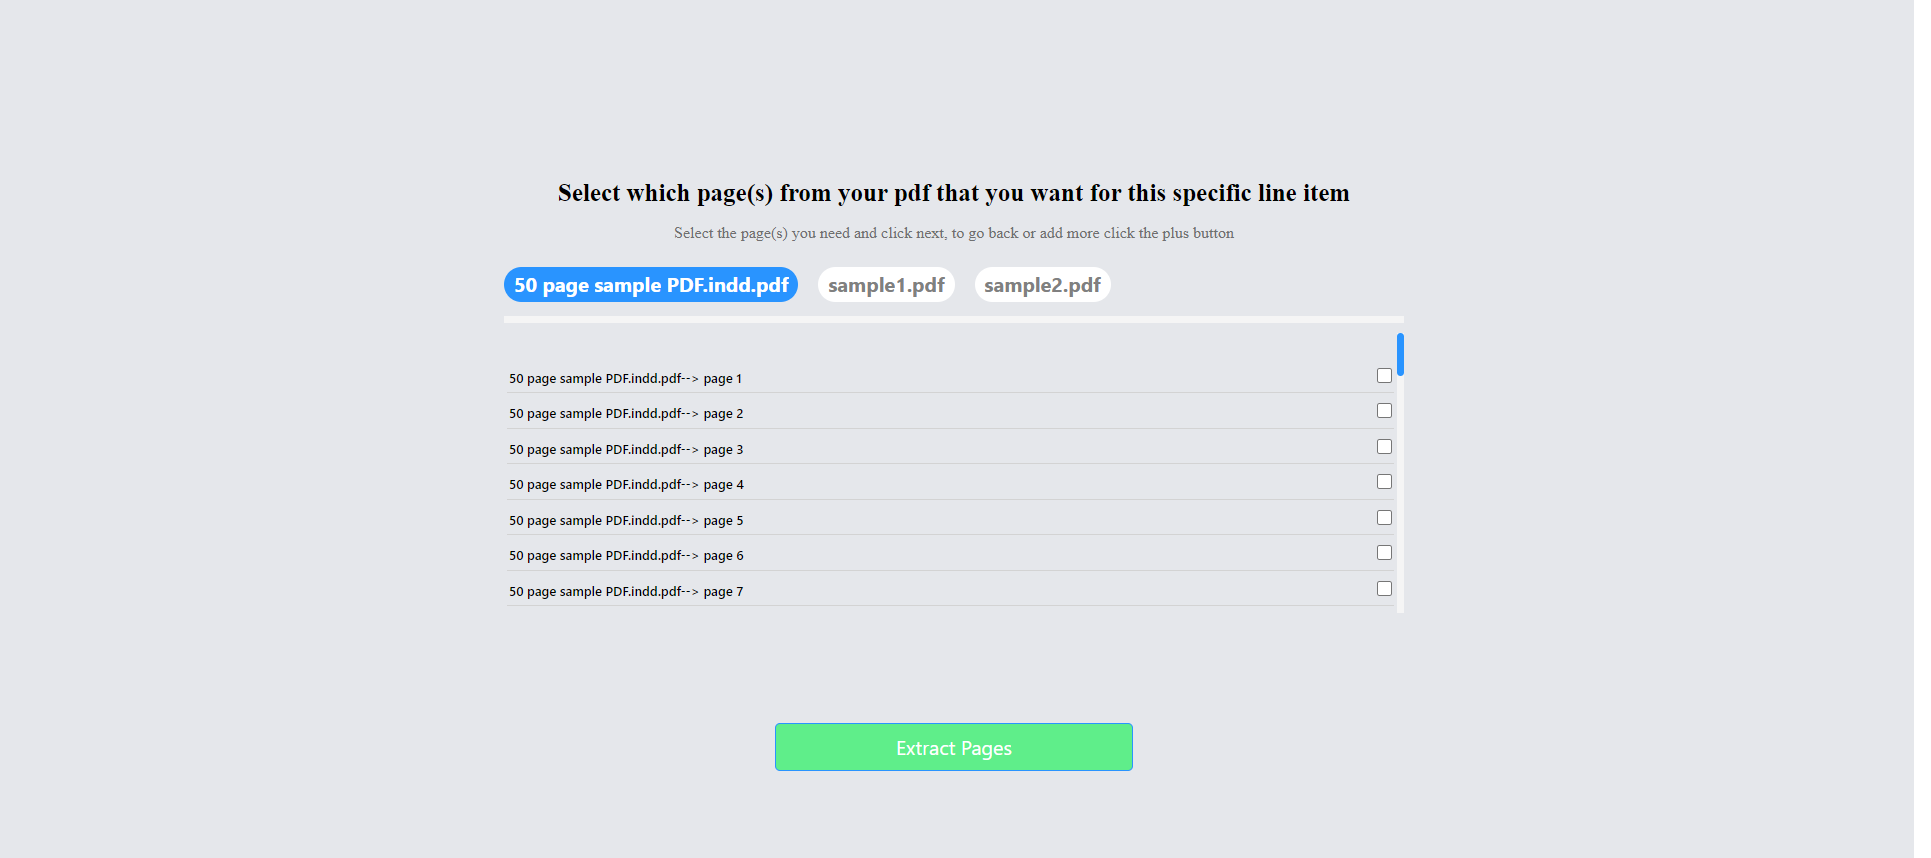 Select which page(s) from your pdf that you want for this specific line item
Select the page(s) you need and click next, to go back or add more click the plus button
50 page sample PDF.indd.pdf sample1.pdf sample2.pdf
50 page sample PDF.indd.pdf--> page 1
50 page sample PDF.indd.pdf--> page 2
50 page sample PDF.indd.pdf--> page 3
50 page sample PDF.indd.pdf--> page 4
50 page sample PDF.indd.pdf--> page 5
50 page sample PDF.indd.pdf--> page 6
50 page sample PDF.indd.pdf--> page 7
Extract Pages